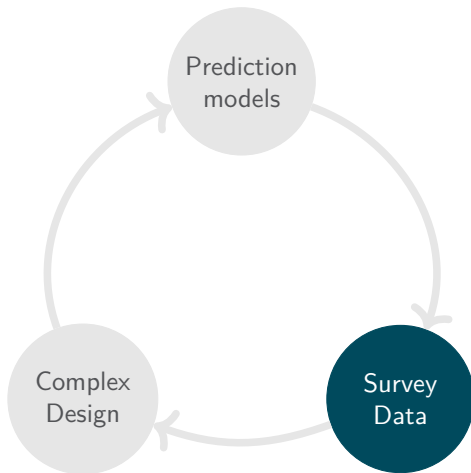 Prediction
models
Complex
Design
Survey
Data